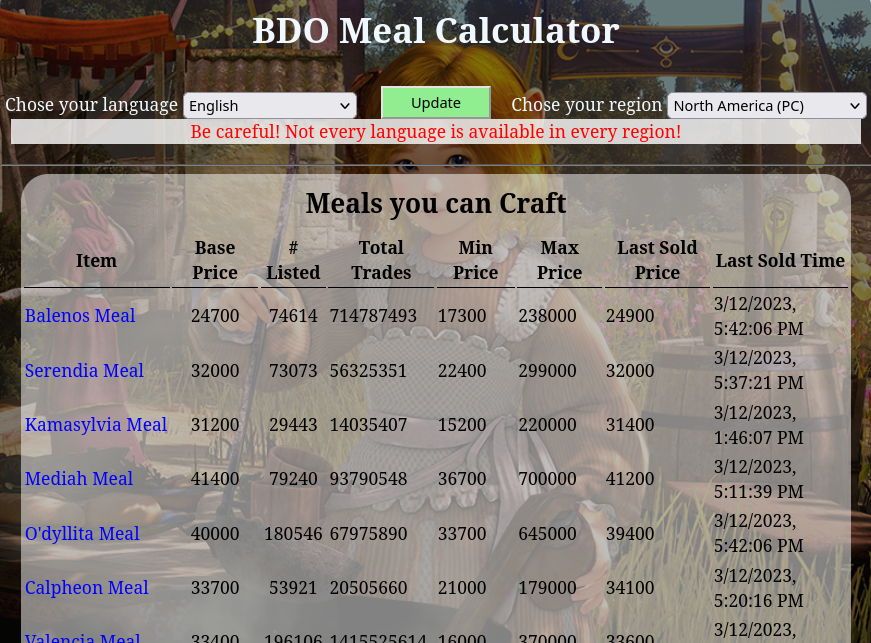 BDO Meal Calculator
Chose your language English Update Chose your region North America (PC)
Be careful! Not every language is available in every region!
Meals you can Craft
Item Base Price # Listed Total Trades Min Price Max Price Last Sold Price Last Sold Time
Balenos Meal 24700 74614 714787493 17300 238000 24900 3/12/2023, 5:42:06 PM
Serendia Meal 32000 73073 56325351 22400 299000 32000 3/12/2023, 5:37:21 PM
Kamasylvia Meal 31200 29443 14035407 15200 220000 31400 3/12/2023, 1:46:07 PM
Mediah Meal 41400 79240 93790548 36700 700000 41200 3/12/2023, 5:11:39 PM
O'dyllita Meal 40000 180546 67975890 33700 645000 39400 3/12/2023, 5:42:06 PM
Calpheon Meal 33700 53921 20505660 21000 179000 34100 3/12/2023, 5:20:16 PM
Valencia Meal 33400 196106 1415525614 16000 370000 33600 3/12/2023,